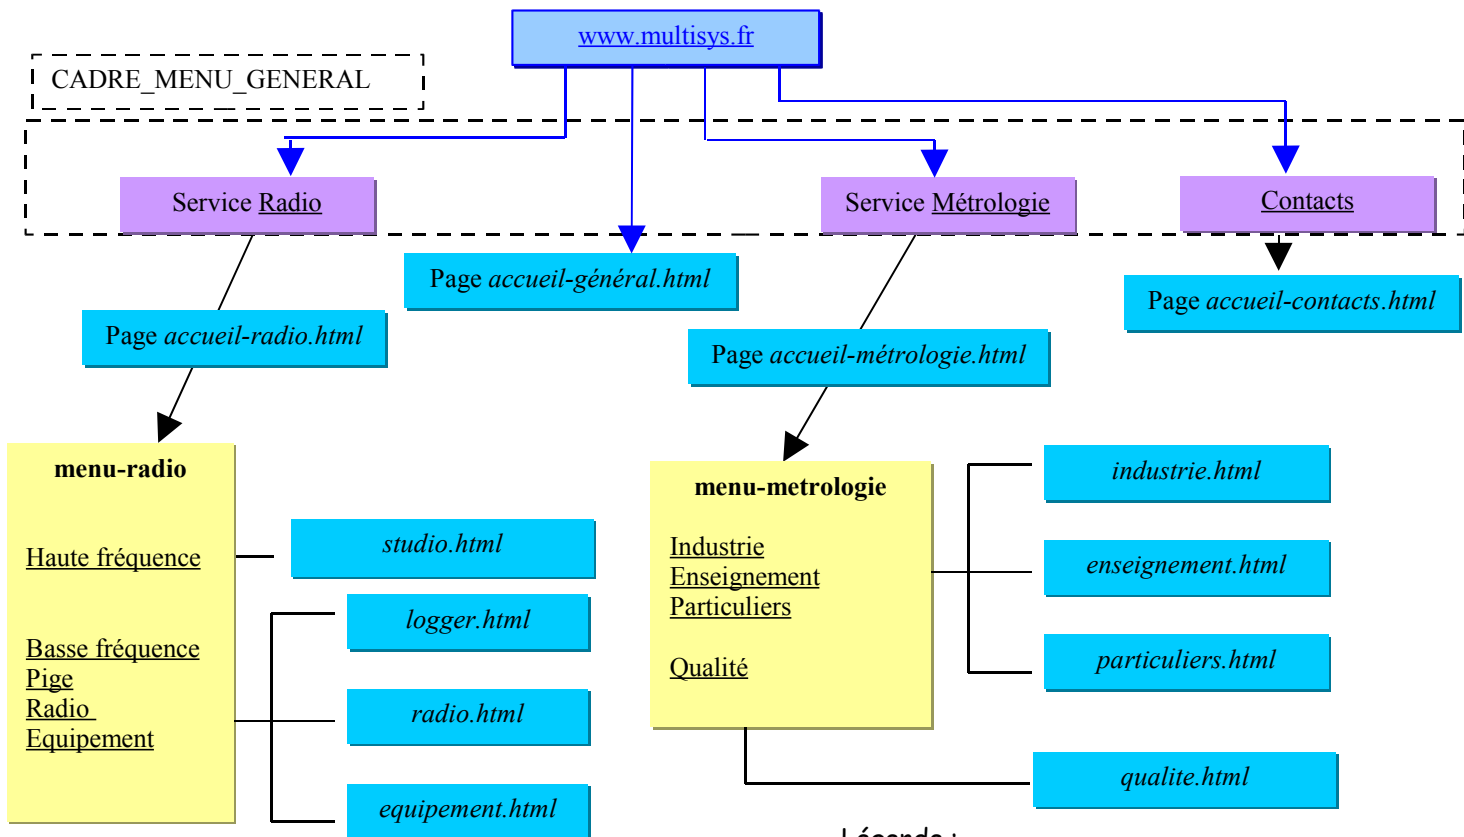 www.multisys.fr
CADRE_MENU_GENERAL
Service Radio
Service Métrologie
Contacts
Page accueil-général.html
Page accueil-contacts.html
Page accueil-radio.html
Page accueil-métrologie.html
menu-radio
Haute fréquence
Basse fréquence
Pige
Radio
Equipement
studio.html
logger.html
radio.html
equipement.html
menu-metrologie
Industrie
Enseignement
Particuliers
Qualité
industrie.html
enseignement.html
particuliers.html
qualite.html
Légende :